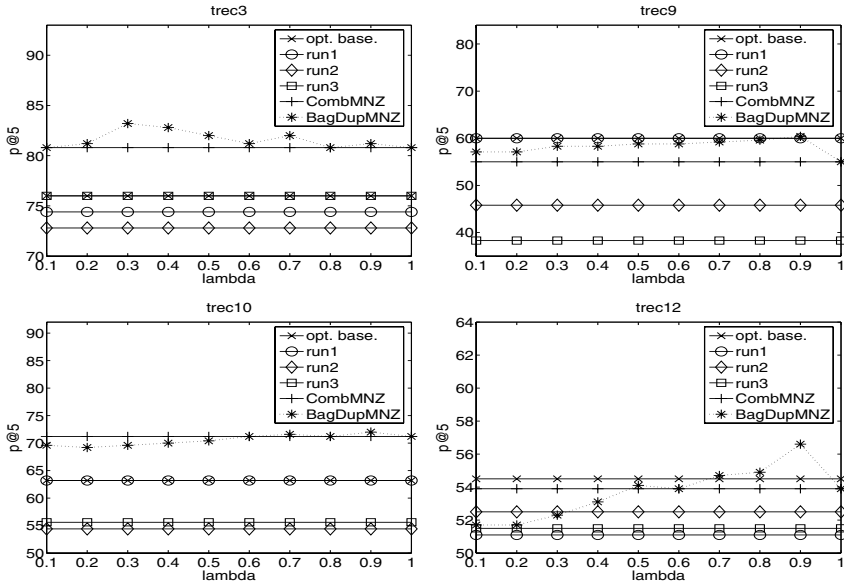 trec3
90
85
80
75
70
p@5
0.1 0.2 0.3 0.4 0.5 0.6 0.7 0.8 0.9 1
lambda
opt. base.
run1
run2
run3
CombMNZ
BagDupMNZ
trec9
80
70
60
50
40
p@5
0.1 0.2 0.3 0.4 0.5 0.6 0.7 0.8 0.9 1
lambda
opt. base.
run1
run2
run3
CombMNZ
BagDupMNZ
trec10
90
85
80
75
70
65
60
55
50
p@5
0.1 0.2 0.3 0.4 0.5 0.6 0.7 0.8 0.9 1
lambda
opt. base.
run1
run2
run3
CombMNZ
BagDupMNZ
trec12
64
62
60
58
56
54
52
50
p@5
0.1 0.2 0.3 0.4 0.5 0.6 0.7 0.8 0.9 1
lambda
opt. base.
run1
run2
run3
CombMNZ
BagDupMNZ